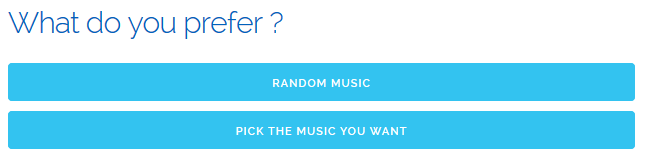 What do you prefer ?
RANDOM MUSIC
PICK THE MUSIC YOU WANT